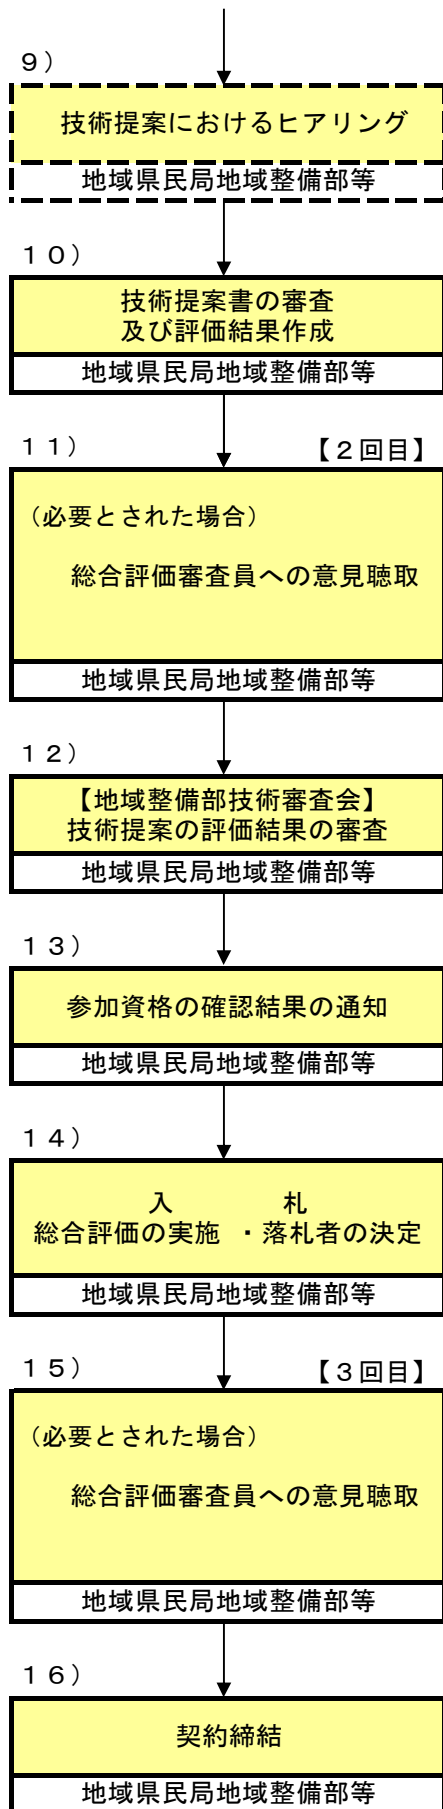 ９）
技術提案におけるヒアリング
地域県民局地域整備部等
１０）
技術提案書の審査
及び評価結果作成
地域県民局地域整備部等
１１）　【２回目】
（必要とされた場合）
総合評価審査員への意見聴取
地域県民局地域整備部等
１２）
【地域整備部技術審査会】
技術提案の評価結果の審査
地域県民局地域整備部等
１３）
参加資格の確認結果の通知
地域県民局地域整備部等
１４）
入　　　札
総合評価の実施　・落札者の決定
地域県民局地域整備部等
１５）　【３回目】
（必要とされた場合）
総合評価審査員への意見聴取
地域県民局地域整備部等
１６）
契約締結
地域県民局地域整備部等